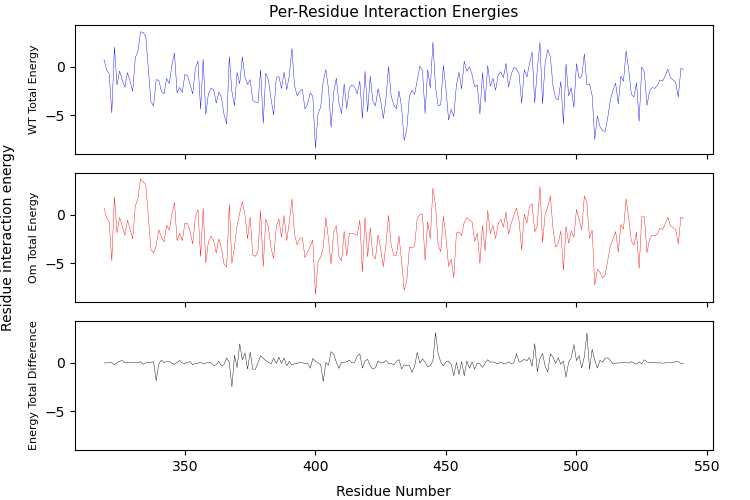 Per-Residue Interaction Energies
Residue interaction energy
WT Total Energy
0
−5
Om Total Energy
0
−5
Energy Total Difference
0
−5
350 400 450 500 550
Residue Number